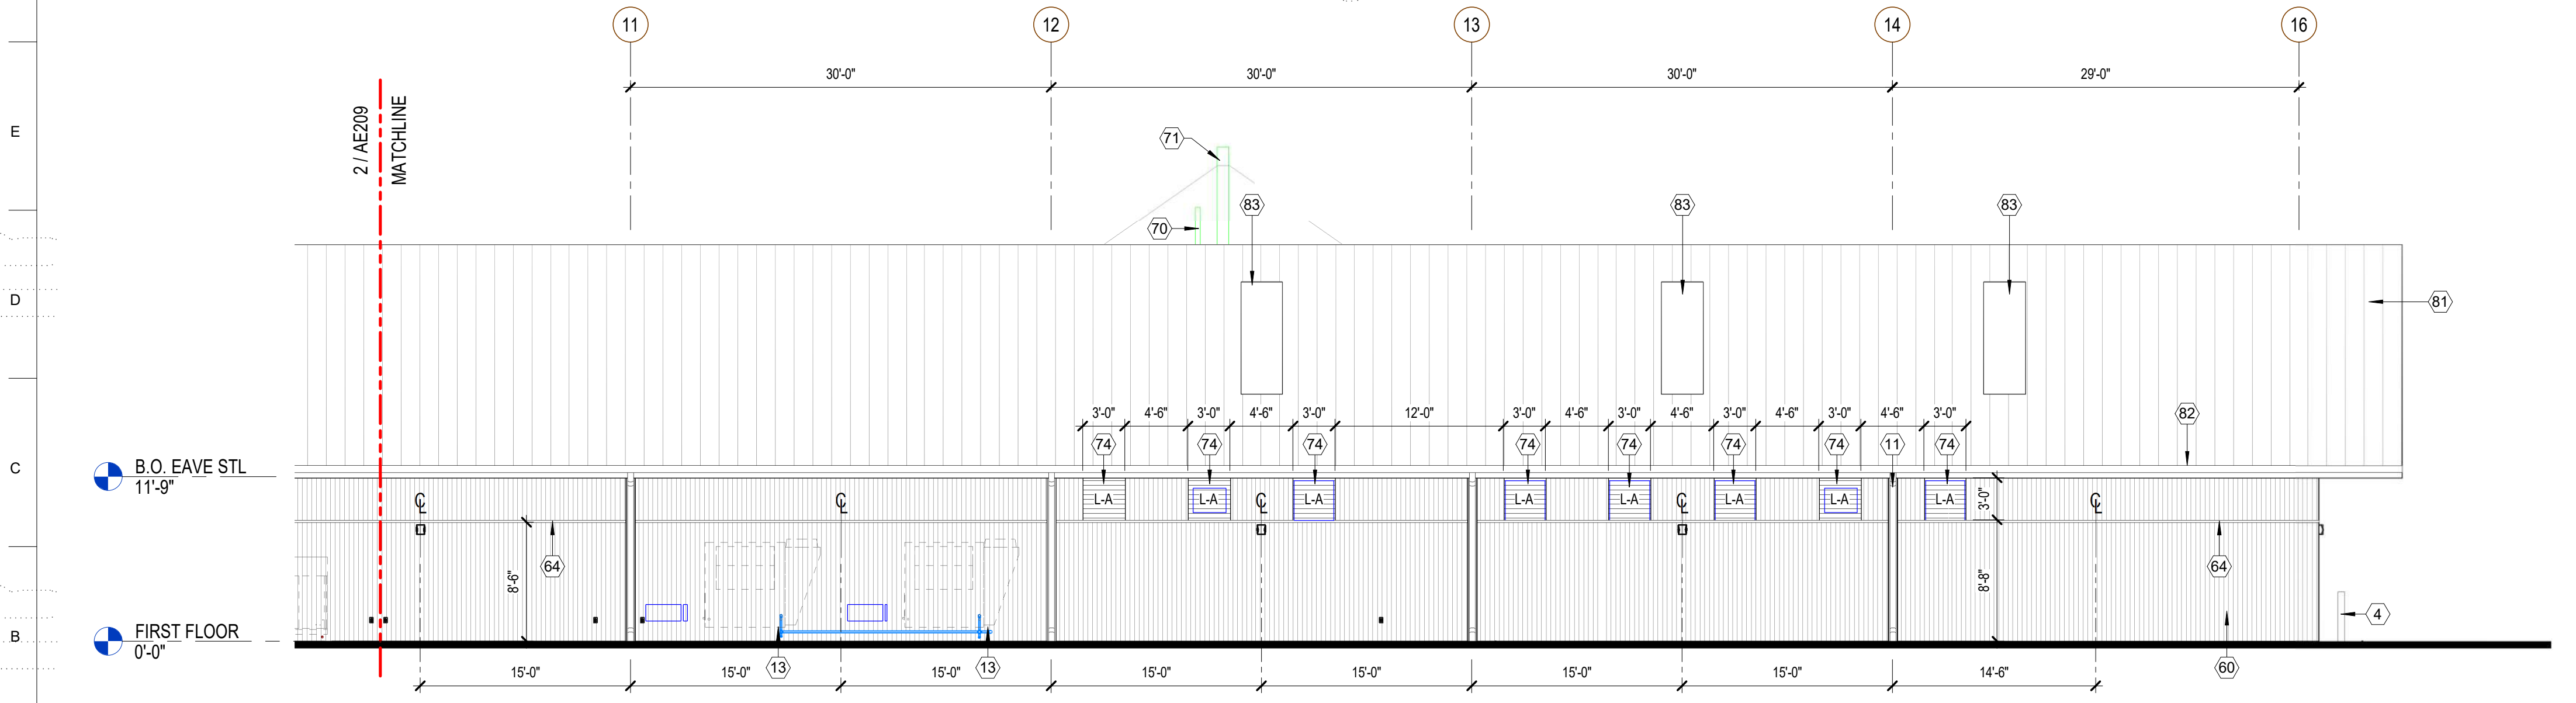 11 12 13 14 16
30'-0" 30'-0" 30'-0" 29'-0"
E
2 / AE209
MATCHLINE
71
83 83 83
70
D
81
3'-0" 4'-6" 3'-0" 4'-6" 3'-0" 12'-0" 3'-0" 4'-6" 3'-0" 4'-6" 3'-0" 4'-6" 3'-0" 4'-6" 3'-0"
82
74 74 74 74 74 74 74 11 74
C
B.O. EAVE STL
11'-9"
CL CL CL CL CL
L-A L-A L-A L-A L-A L-A L-A L-A
3'-0"
64 64
8'-6" 8'-8"
4
B
FIRST FLOOR
0'-0"
13 13 60
15'-0" 15'-0" 15'-0" 15'-0" 15'-0" 15'-0" 15'-0" 14'-6"